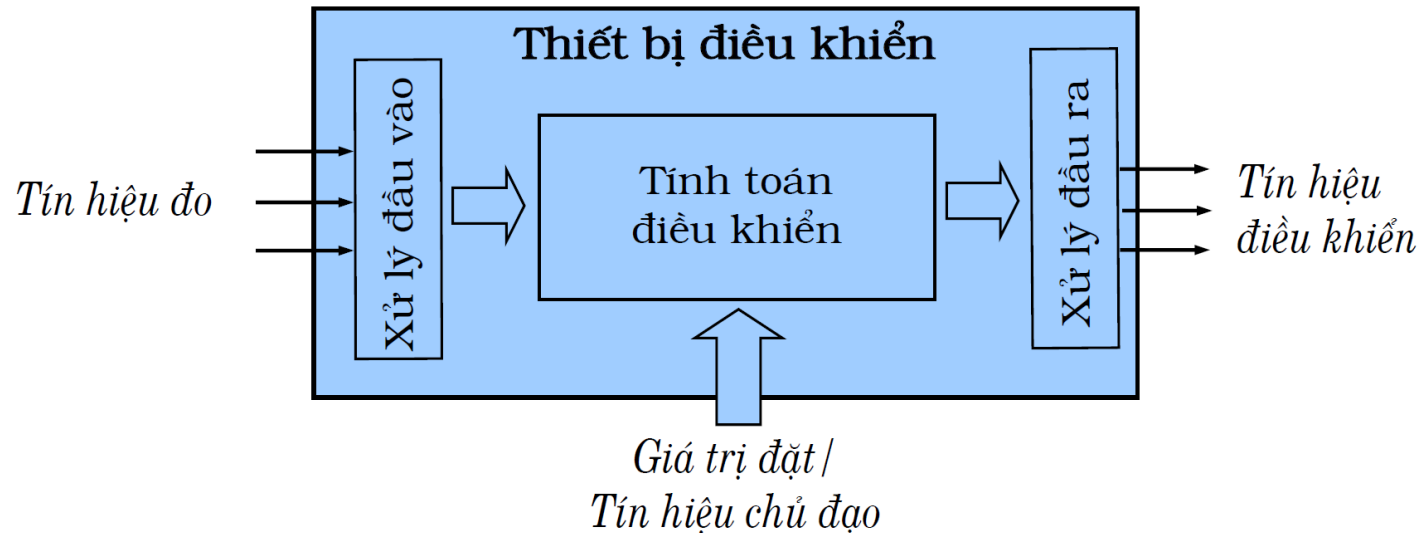 Thiết bị điều khiển
Tín hiệu đo
Xử lý đầu vào
Tính toán
điều khiển
Xử lý đầu ra
Tín hiệu
điều khiển
Giá trị đặt /
Tín hiệu chủ đạo